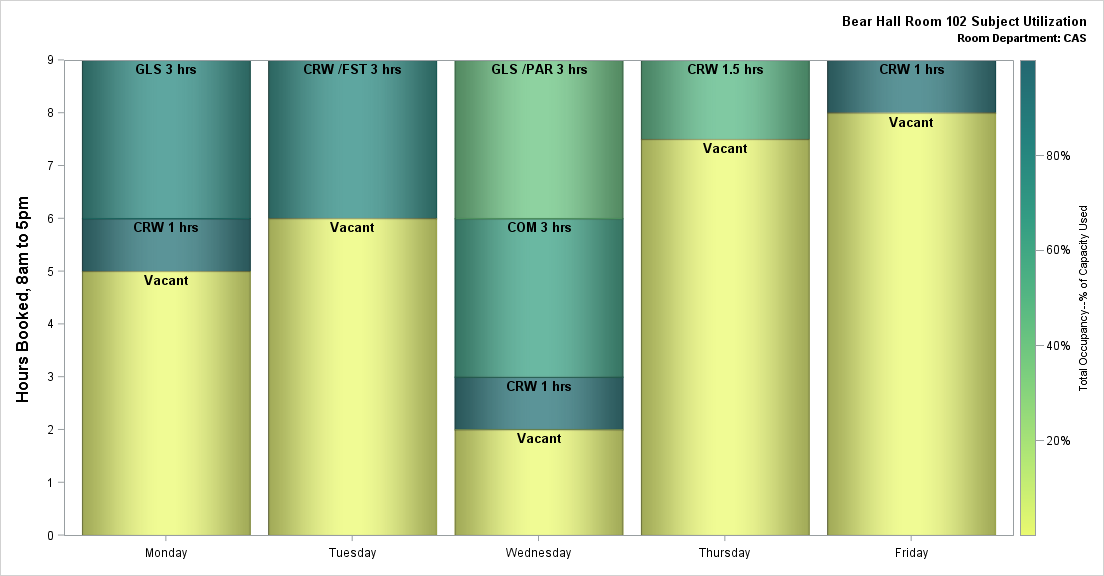 Bear Hall Room 102 Subject Utilization
Room Department: CAS
Hours Booked, 8am to 5pm
9
8
7
6
5
4
3
2
1
0
GLS 3 hrs
CRW 1 hrs
Vacant
CRW /FST 3 hrs
Vacant
GLS /PAR 3 hrs
COM 3 hrs
CRW 1 hrs
Vacant
CRW 1.5 hrs
Vacant
CRW 1 hrs
Vacant
Monday
Tuesday
Wednesday
Thursday
Friday
80%
60%
40%
20%
Total Occupancy--% of Capacity Used